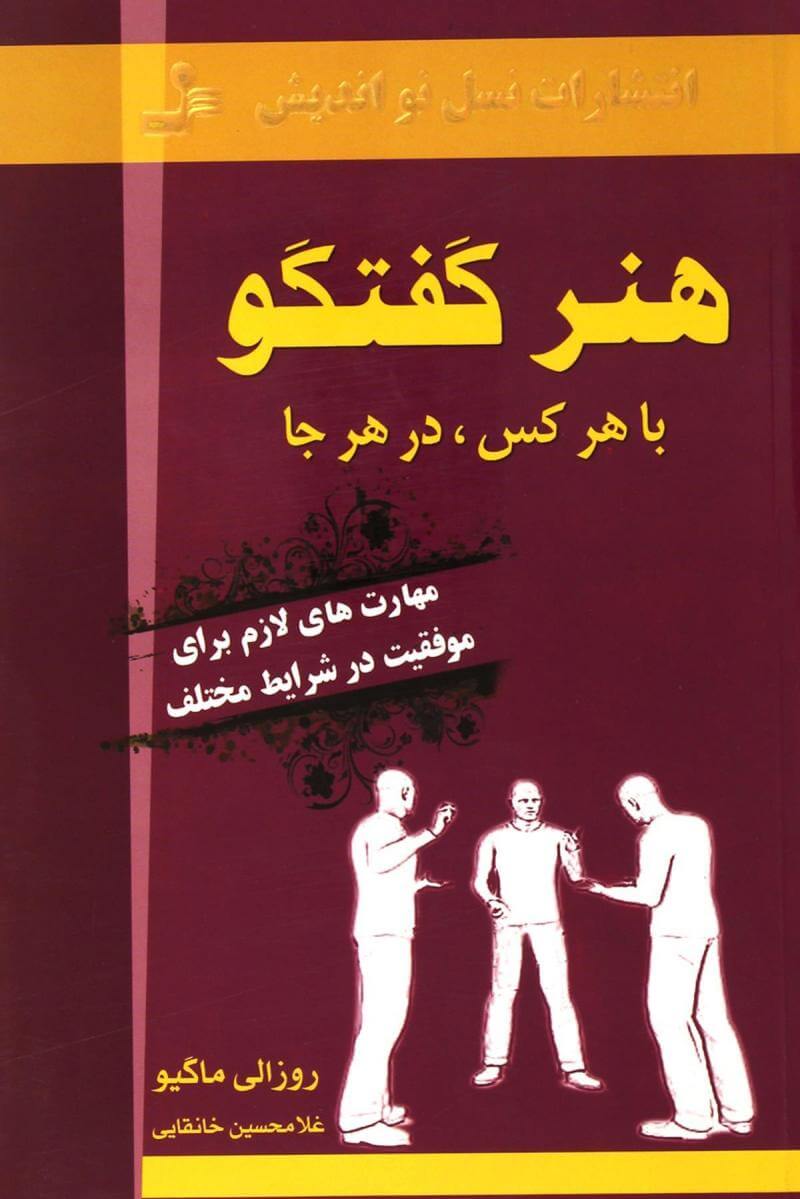 انتشارات نسل نو اندیش
هنر گفتگو
با هر کس، در هر جا
مهارت های لازم برای
موفقیت در شرایط مختلف
روزالی ماگیو
غلامحسین خانقایی